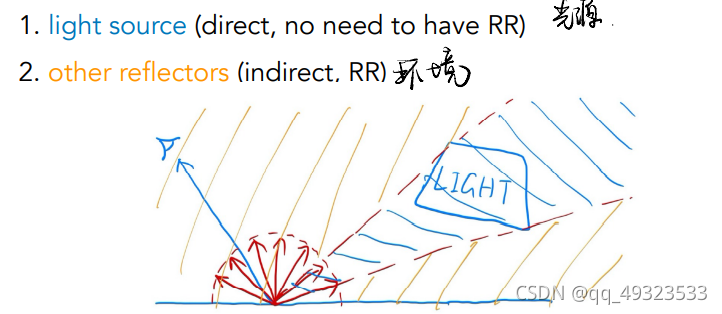 1. light source (direct, no need to have RR) 光源
2. other reflectors (indirect, RR) 环境
LIGHT
CSDN @qq_49323533